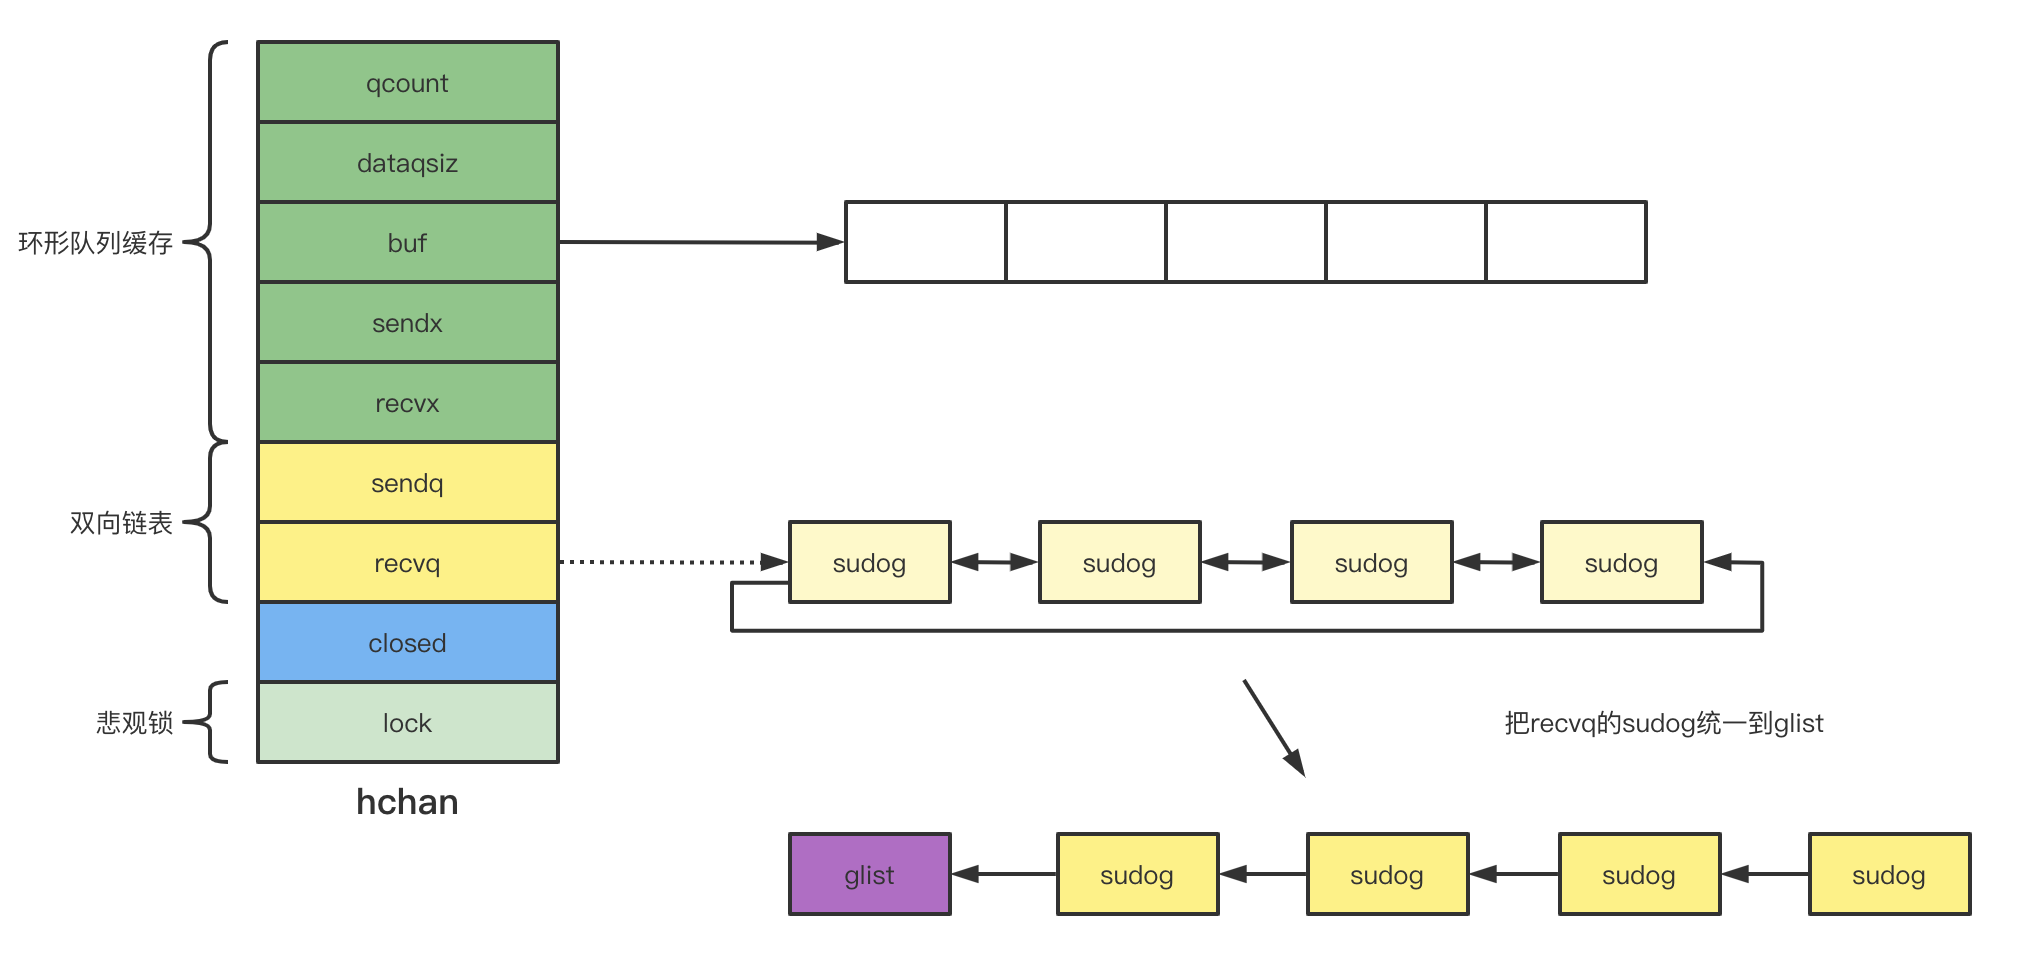 qcount
dataqsiz
环形队列缓存
buf
sendx
recvx
sendq
双向链表
recvq
sudog
sudog
sudog
sudog
closed
悲观锁
lock
把recvq的sudog统一到glist
hchan
glist
sudog
sudog
sudog
sudog